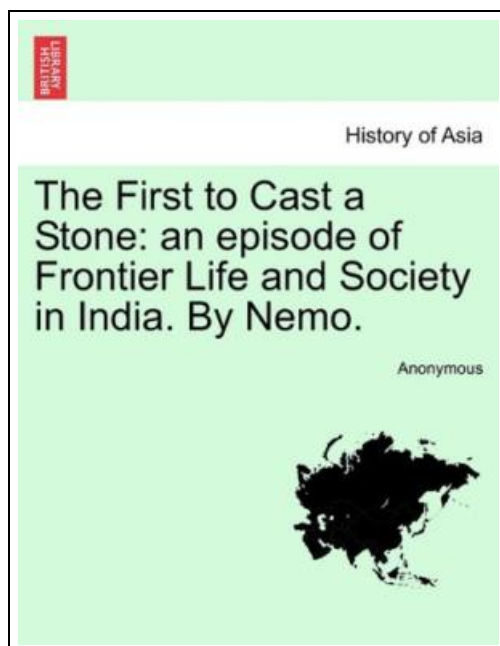 BRITISH
LIBRARY
History of Asia
The First to Cast a
Stone: an episode of
Frontier Life and Society
in India. By Nemo.
Anonymous